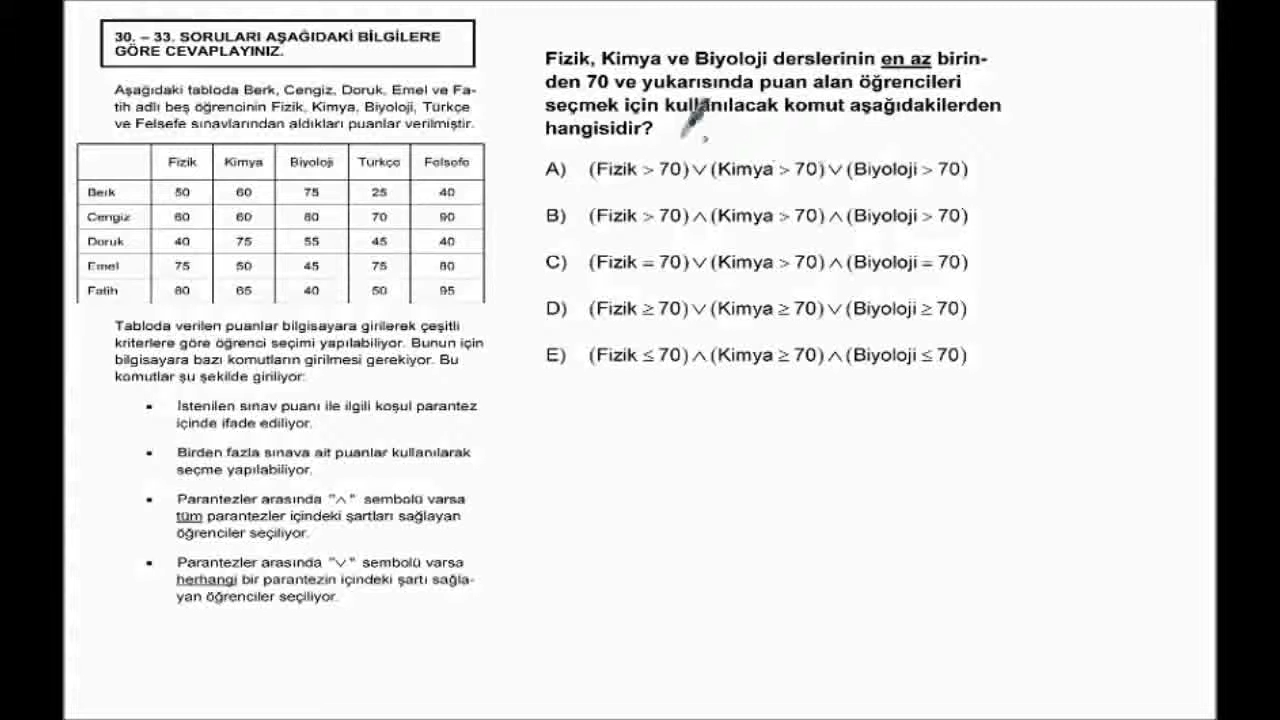 30. – 33. SORULARI AŞAĞIDAKİ BİLGİLERE
GÖRE CEVAPLAYINIZ.
Aşağıdaki tabloda Berk, Cengiz, Doruk, Emel ve Fa-
tih adlı beş öğrencinin Fizik, Kimya, Biyoloji, Türkçe
ve Felsefe sınavlarından aldıkları puanlar verilmiştir.
Fizik Kimya Biyoloji Türkçe Felsefe
Berk 50 60 75 25 40
Cengiz 60 60 80 70 90
Doruk 40 75 55 45 40
Emel 75 50 45 75 80
Fatih 80 65 40 50 95
Tabloda verilen puanlar bilgisayara girilerek çeşitli
kriterlere göre öğrenci seçimi yapılabiliyor. Bunun için
bilgisayara bazı komutların girilmesi gerekiyor. Bu
komutlar şu şekilde giriliyor:
▪ İstenilen sınav puanı ile ilgili koşul parantez
içinde ifade ediliyor.
▪ Birden fazla sınava ait puanlar kullanılarak
seçme yapılabiliyor.
▪ Parantezler arasında "∧" sembolü varsa
tüm parantezler içindeki şartları sağlayan
öğrenciler seçiliyor.
▪ Parantezler arasında "∨" sembolü varsa
herhangi bir parantezin içindeki şartı sağla-
yan öğrenciler seçiliyor.
Fizik, Kimya ve Biyoloji derslerinin en az birin-
den 70 ve yukarısında puan alan öğrencileri
seçmek için kullanılacak komut aşağıdakilerden
hangisidir?
A) (Fizik > 70) ∨ (Kimya > 70) ∨ (Biyoloji > 70)
B) (Fizik > 70) ∧ (Kimya > 70) ∧ (Biyoloji > 70)
C) (Fizik = 70) ∨ (Kimya > 70) ∧ (Biyoloji = 70)
D) (Fizik ≥ 70) ∨ (Kimya ≥ 70) ∨ (Biyoloji ≥ 70)
E) (Fizik ≤ 70) ∧ (Kimya ≥ 70) ∧ (Biyoloji ≤ 70)